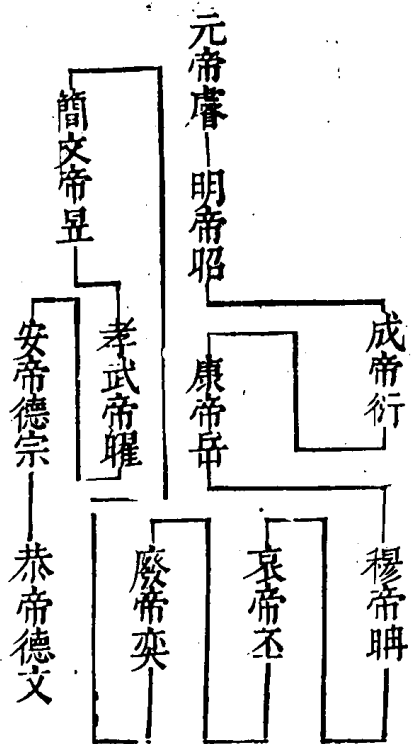 元帝睿
明帝昭
成帝衍
康帝岳
穆帝聃
哀帝丕
廢帝奕
簡文帝昱
孝武帝曜
安帝德宗
恭帝德文